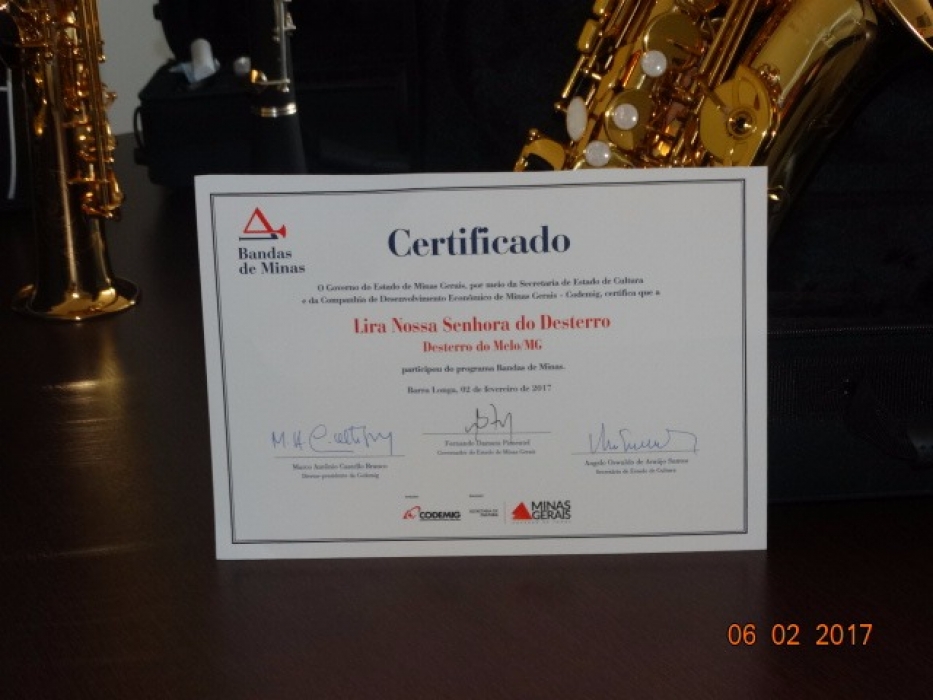 Bandas
de Minas
Certificado
O Governo do Estado de Minas Gerais, por meio da Secretaria de Estado de Cultura
e da Companhia de Desenvolvimento Econômico de Minas Gerais - Codemig, certifica que a
Lira Nossa Senhora do Desterro
Desterro do Melo/MG
participou do programa Bandas de Minas.
Barra Longa, 02 de fevereiro de 2017
Marco Antônio Castello Branco
Diretor-presidente da Codemig
Fernando Damata Pimentel
Governador do Estado de Minas Gerais
Angelo Oswaldo de Araújo Santos
Secretário de Estado de Cultura
CODEMIG
SECRETARIA DE
CULTURA
MINAS
GERAIS
06 02 2017